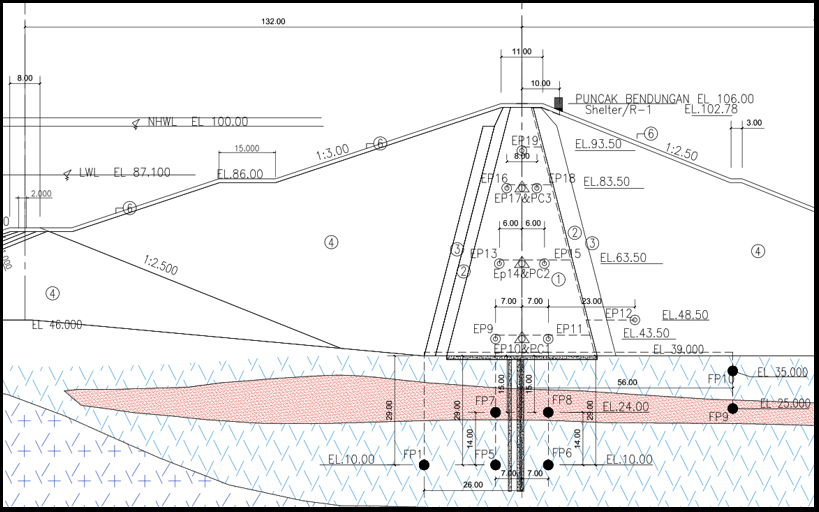 132.00
11.00
8.00
10.00
PUNCAK BENDUNGAN EL 106.00
Shelter/R-1
EL.102.78
NHWL EL 100.00
3.00
6
6
EP19
EL.93.50
15.000
1:3.00
8.00
1:2.50
LWL EL 87.100
EL.86.00
EP16
EP18
EL.83.50
2.000
EP17&PC3
6
6.00
6.00
4
3
2
3
4
EP13
EP15
EL.63.50
1:2.500
2
Ep14&PC2
1
4
7.00
7.00
23.00
EP12
EL.48.50
EL 46.000
EP9
EP11
EL.43.50
EP10&PC1
EL 39.000
15.00
15.00
56.00
FP10
EL 35.000
29.00
29.00
FP7
FP8
29.00
EL.24.00
FP9
EL 25.000
14.00
14.00
EL.10.00
FP1
FP5
FP6
EL.10.00
7.00
7.00
26.00